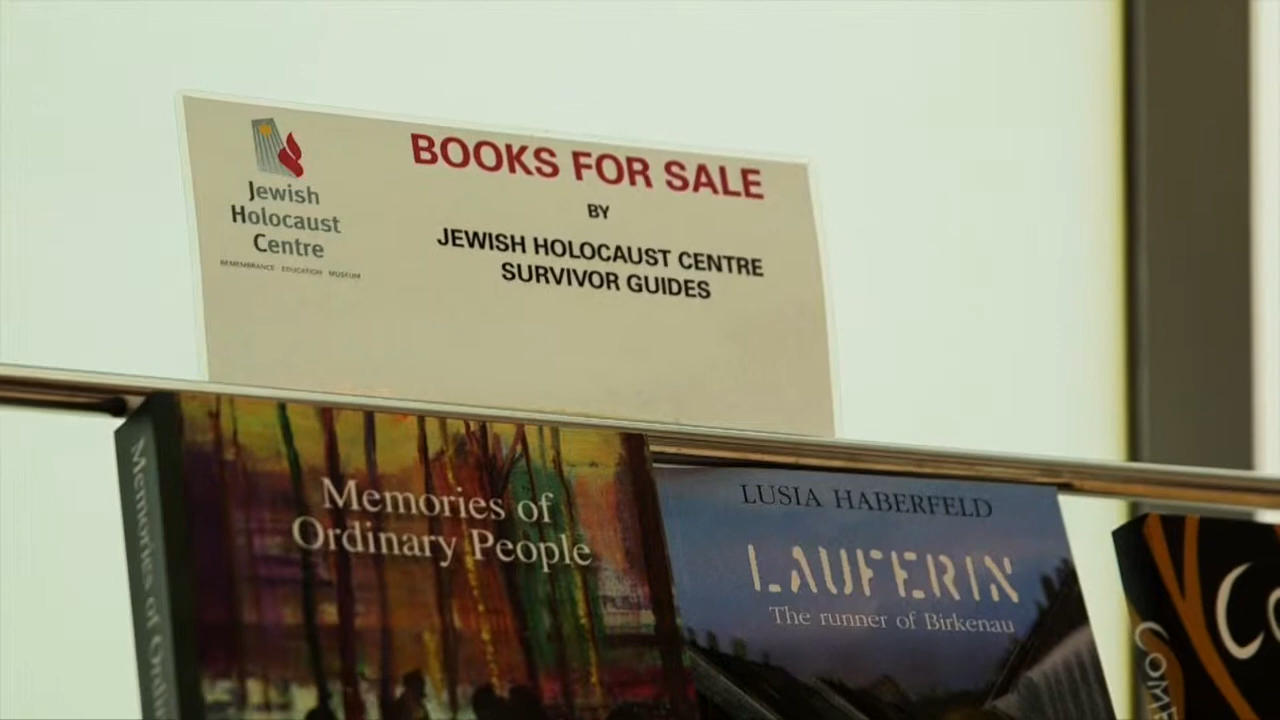 Jewish
Holocaust
Centre
REMEMBRANCE EDUCATION MUSEUM
BOOKS FOR SALE
BY
JEWISH HOLOCAUST CENTRE
SURVIVOR GUIDES
Memories of
Ordinary People
LUSIA HABERFELD
LAUFERIN
The runner of Birkenau